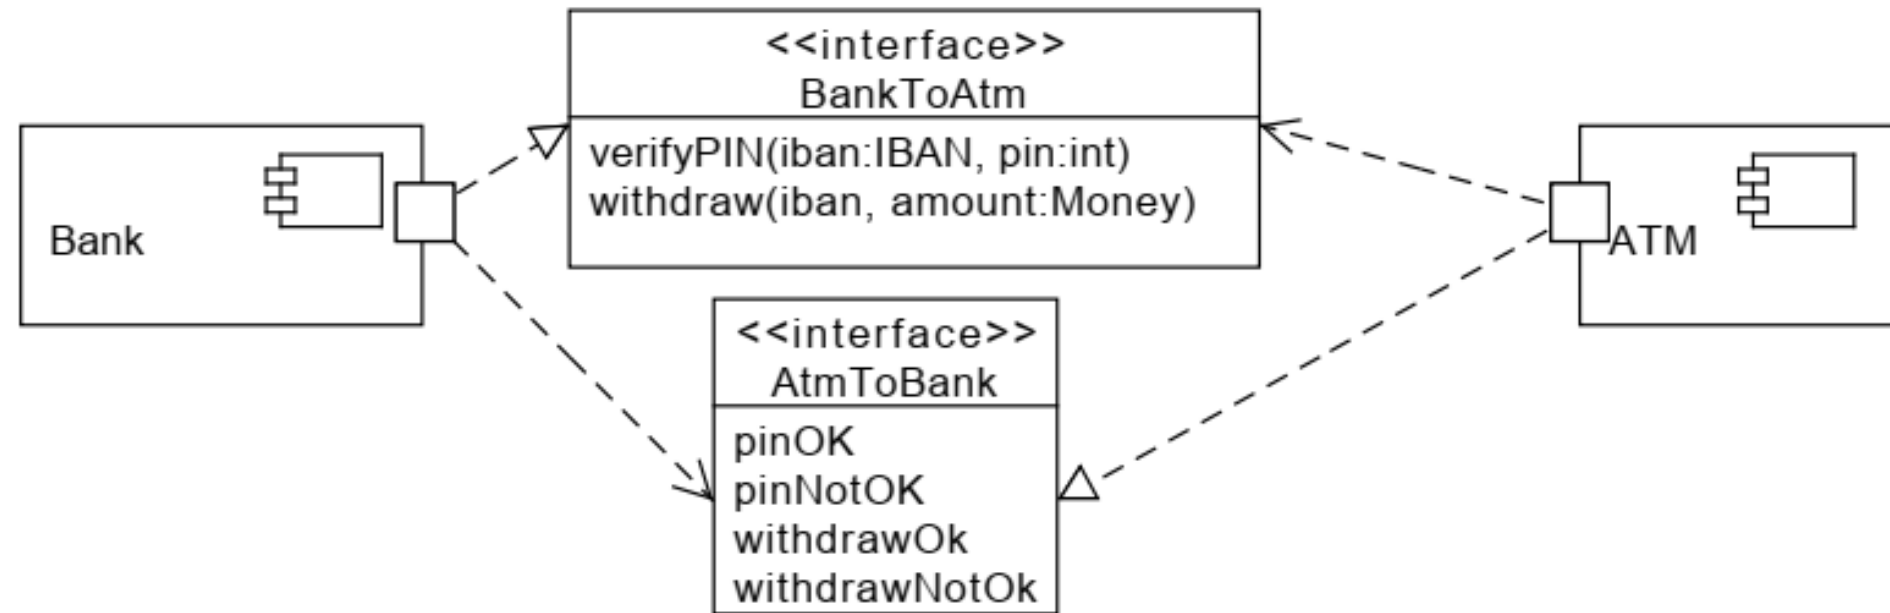 <<interface>>
BankToAtm
verifyPIN(iban:IBAN, pin:int)
withdraw(iban, amount:Money)
Bank
ATM
<<interface>>
AtmToBank
pinOK
pinNotOK
withdrawOk
withdrawNotOk